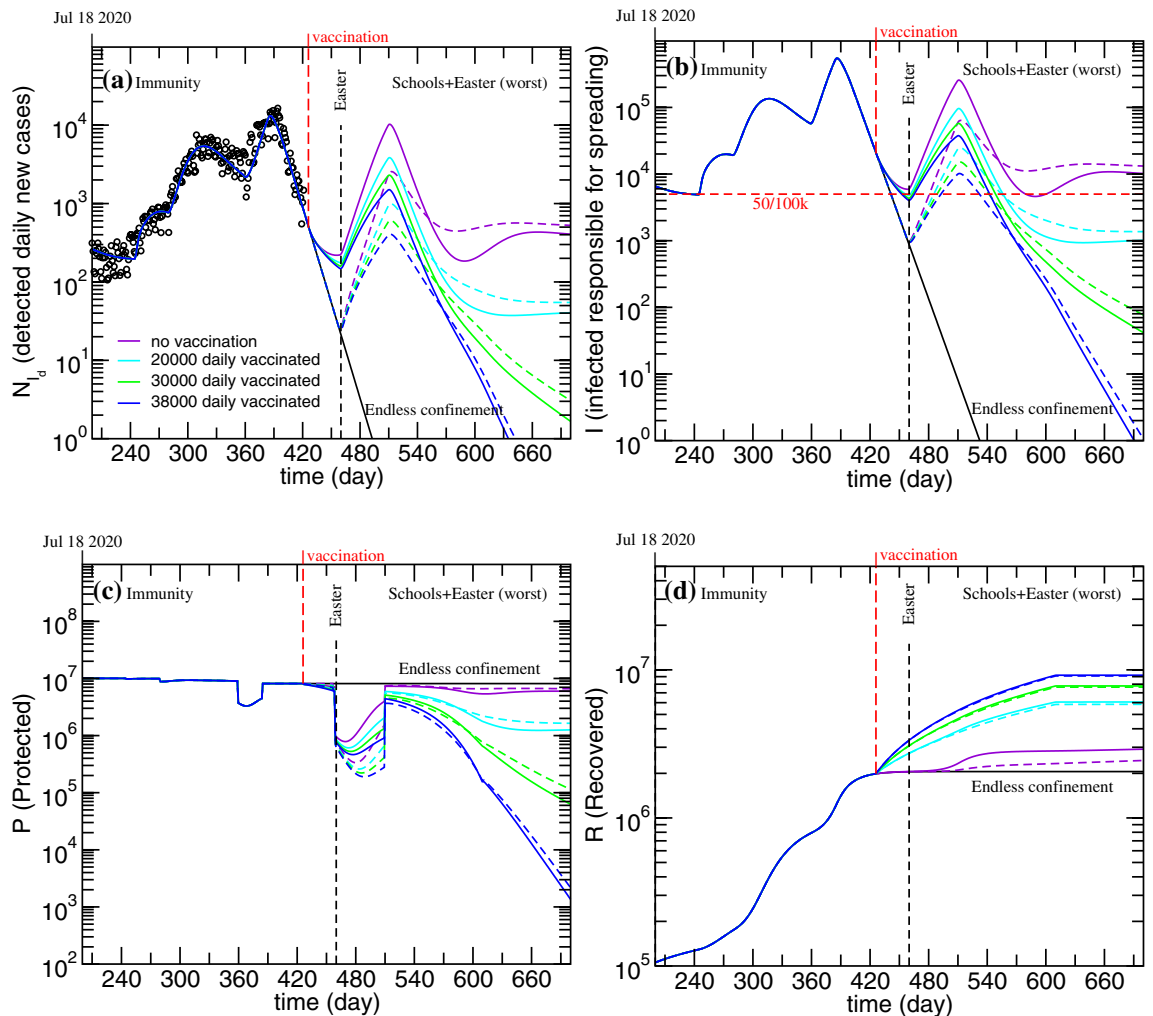 Jul 18 2020
vaccination
(a) Immunity
Schools+Easter (worst)
Easter
N_{I_d} (detected daily new cases)
10^4
10^3
10^2
10^1
10^0
no vaccination
20000 daily vaccinated
30000 daily vaccinated
38000 daily vaccinated
Endless confinement
240 300 360 420 480 540 600 660
time (day)
Jul 18 2020
vaccination
(b) Immunity
Schools+Easter (worst)
Easter
I (infected responsible for spreading)
10^5
10^4
10^3
10^2
10^1
10^0
50/100k
Endless confinement
240 300 360 420 480 540 600 660
time (day)
Jul 18 2020
vaccination
(c) Immunity
Schools+Easter (worst)
Easter
P (Protected)
10^8
10^7
10^6
10^5
10^4
10^3
10^2
Endless confinement
240 300 360 420 480 540 600 660
time (day)
Jul 18 2020
vaccination
(d) Immunity
Schools+Easter (worst)
Easter
R (Recovered)
10^7
10^6
10^5
Endless confinement
240 300 360 420 480 540 600 660
time (day)